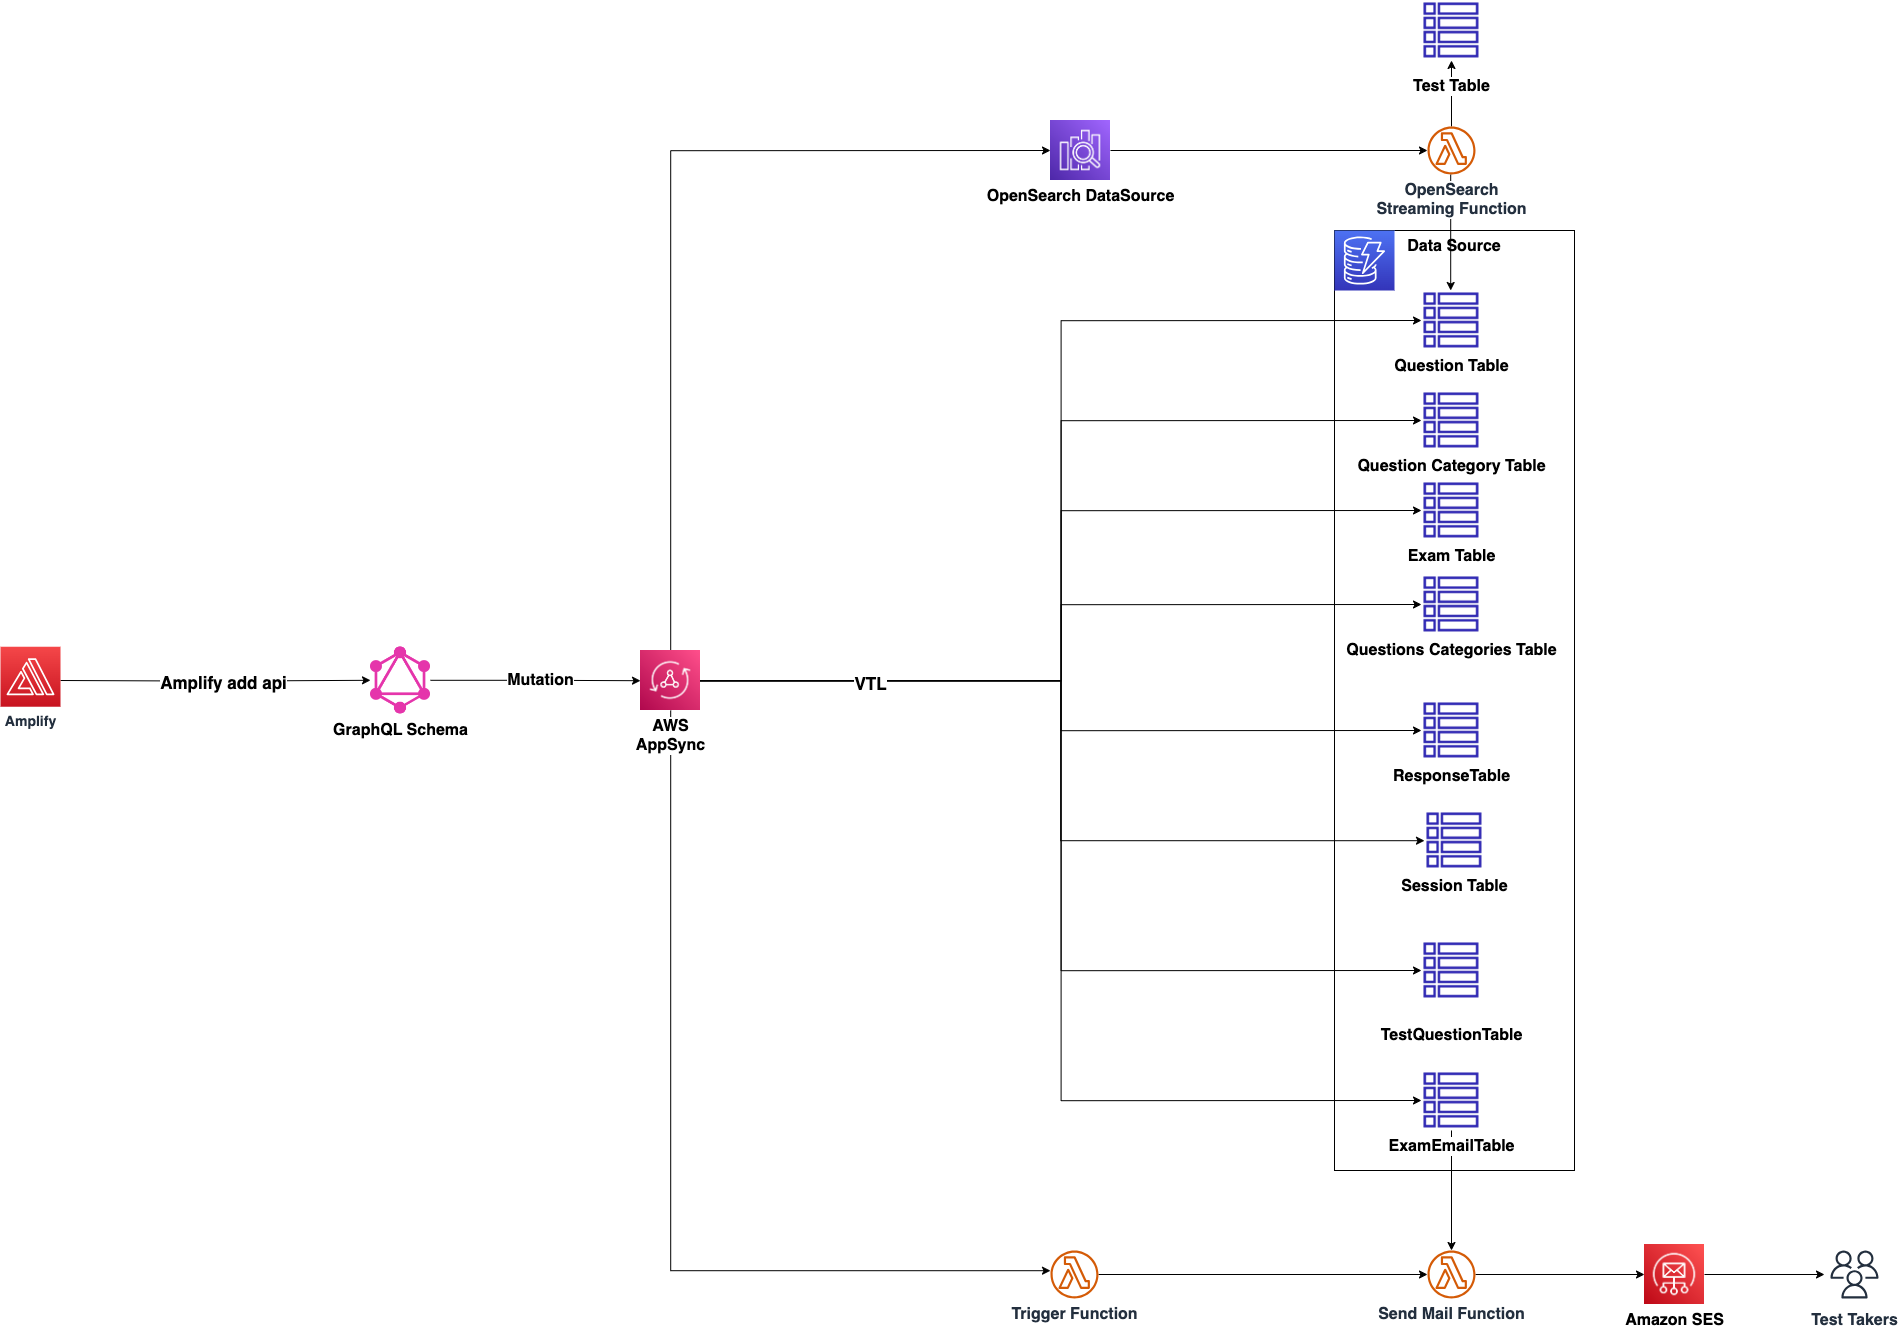 Test Table
OpenSearch DataSource
OpenSearch
Streaming Function
Data Source
Question Table
Question Category Table
Exam Table
Questions Categories Table
Amplify
Amplify add api
GraphQL Schema
Mutation
AWS
AppSync
VTL
ResponseTable
Session Table
TestQuestionTable
ExamEmailTable
Trigger Function
Send Mail Function
Amazon SES
Test Takers